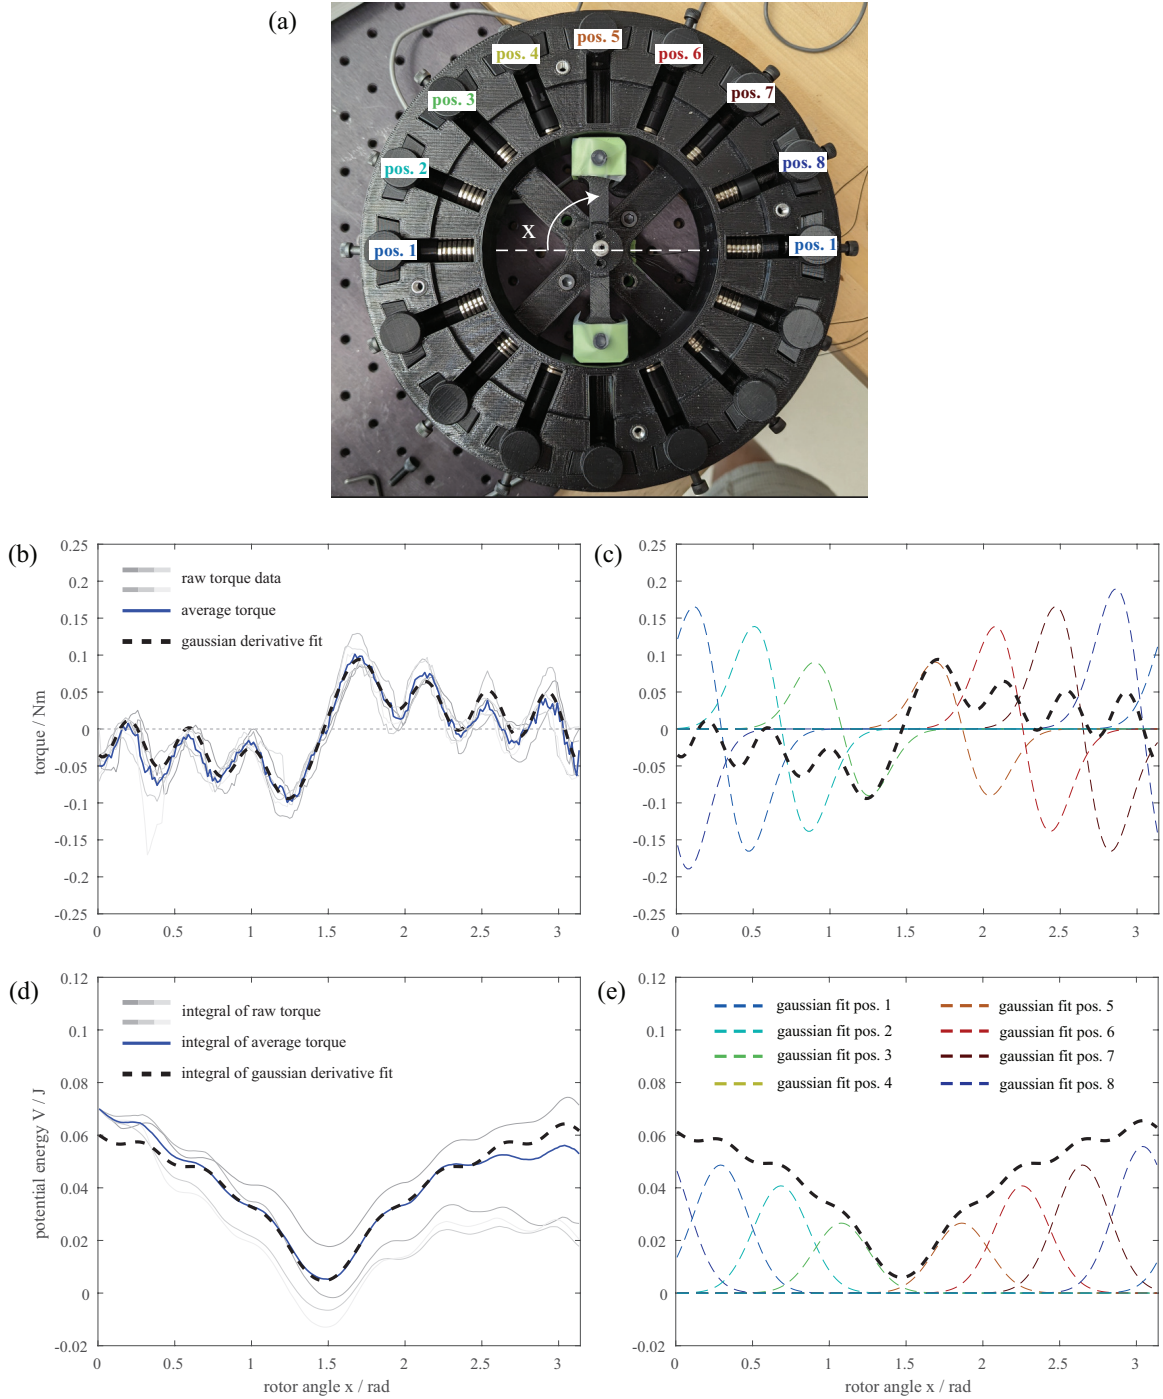 (a)
pos. 5
pos. 4
pos. 6
pos. 3
pos. 7
pos. 2
pos. 8
x
pos. 1
pos. 1
(b)
0.25
0.2
0.15
0.1
0.05
0
-0.05
-0.1
-0.15
-0.2
-0.25
torque / Nm
raw torque data
average torque
gaussian derivative fit
0
0.5
1
1.5
2
2.5
3
(c)
0.25
0.2
0.15
0.1
0.05
0
-0.05
-0.1
-0.15
-0.2
-0.25
0
0.5
1
1.5
2
2.5
3
(d)
0.12
0.1
0.08
0.06
0.04
0.02
0
-0.02
potential energy V / J
integral of raw torque
integral of average torque
integral of gaussian derivative fit
0
0.5
1
1.5
2
2.5
3
rotor angle x / rad
(e)
0.12
0.1
0.08
0.06
0.04
0.02
0
-0.02
gaussian fit pos. 1
gaussian fit pos. 2
gaussian fit pos. 3
gaussian fit pos. 4
gaussian fit pos. 5
gaussian fit pos. 6
gaussian fit pos. 7
gaussian fit pos. 8
0
0.5
1
1.5
2
2.5
3
rotor angle x / rad